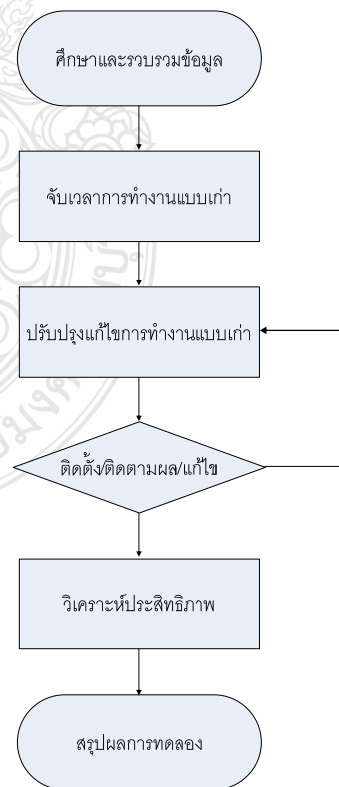 ศึกษาและรวบรวมข้อมูล
จับเวลาการทำงานแบบเก่า
ปรับปรุงแก้ไขการทำงานแบบเก่า
ติดตั้ง/ติดตามผล/แก้ไข
วิเคราะห์ประสิทธิภาพ
สรุปผลการทดลอง